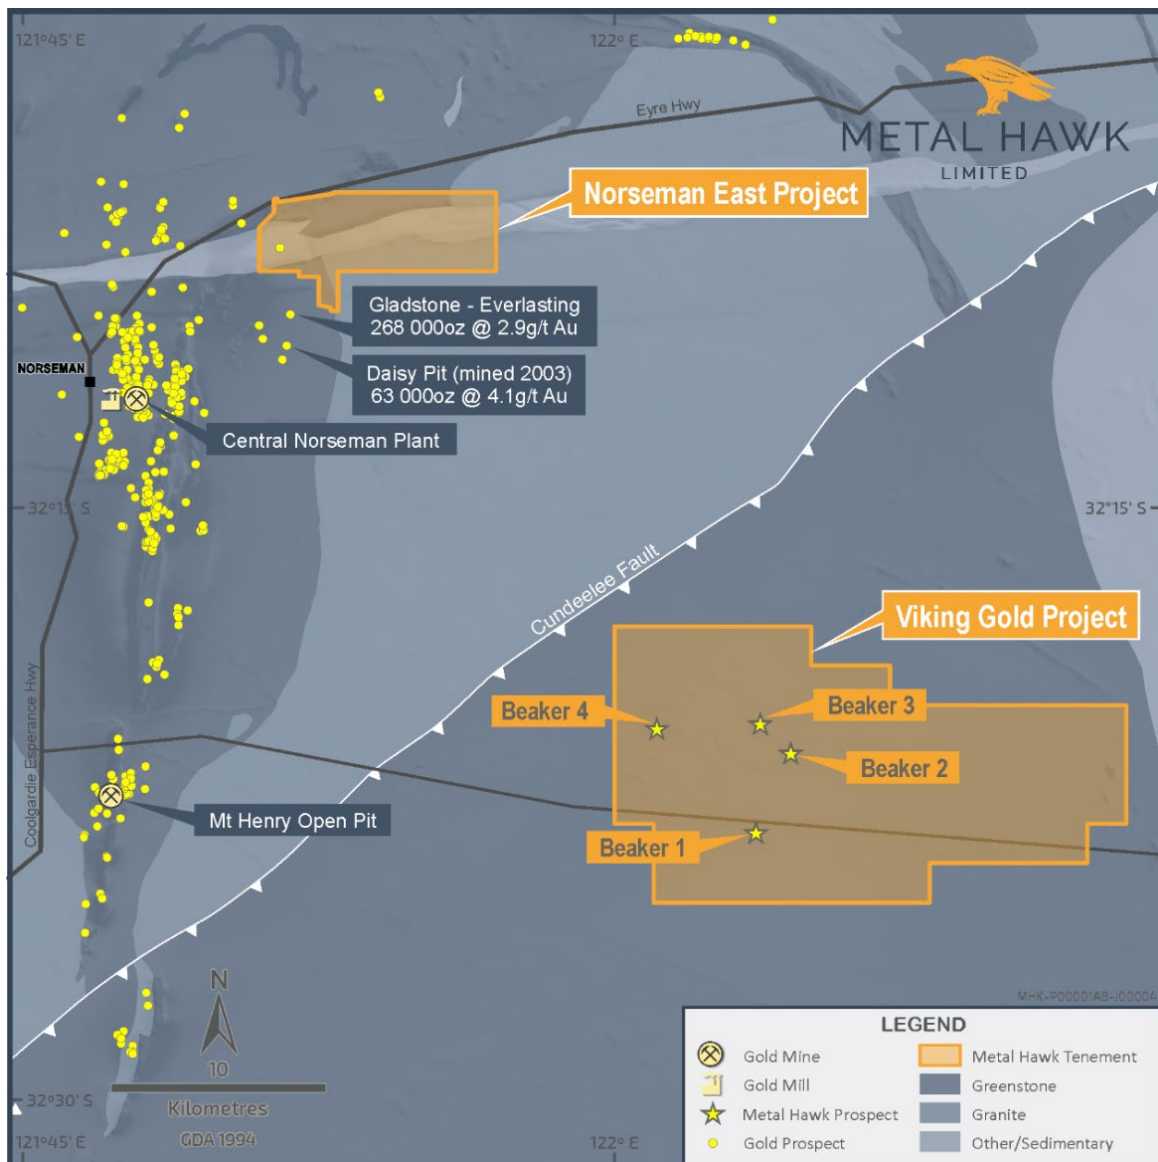 121°45' E
122° E
Eyre Hwy
METAL HAWK
LIMITED
Norseman East Project
Gladstone - Everlasting
268 000oz @ 2.9g/t Au
NORSEMAN
Daisy Pit (mined 2003)
63 000oz @ 4.1g/t Au
Central Norseman Plant
32°15' S
32°15' S
Cundeelee Fault
Viking Gold Project
Coolgardie Esperance Hwy
Beaker 4
Beaker 3
Beaker 2
Mt Henry Open Pit
Beaker 1
N
10
Kilometres
GDA 1994
MHK-P00001AB-J00004
32°30' S
121°45' E
122° E
LEGEND
Gold Mine
Gold Mill
Metal Hawk Prospect
Gold Prospect
Metal Hawk Tenement
Greenstone
Granite
Other/Sedimentary